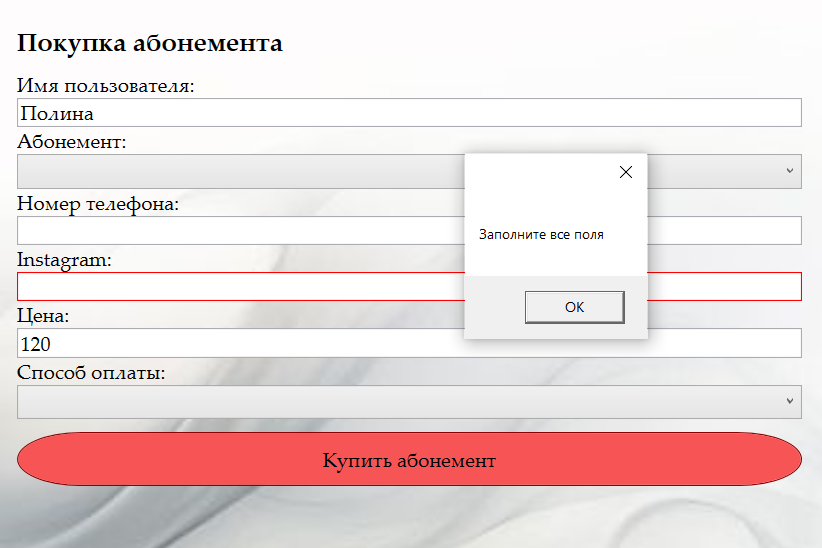 Покупка абонемента
Имя пользователя:
Полина
Абонемент:
Номер телефона:
Instagram:
Цена:
120
Способ оплаты:
Купить абонемент
Заполните все поля
OK